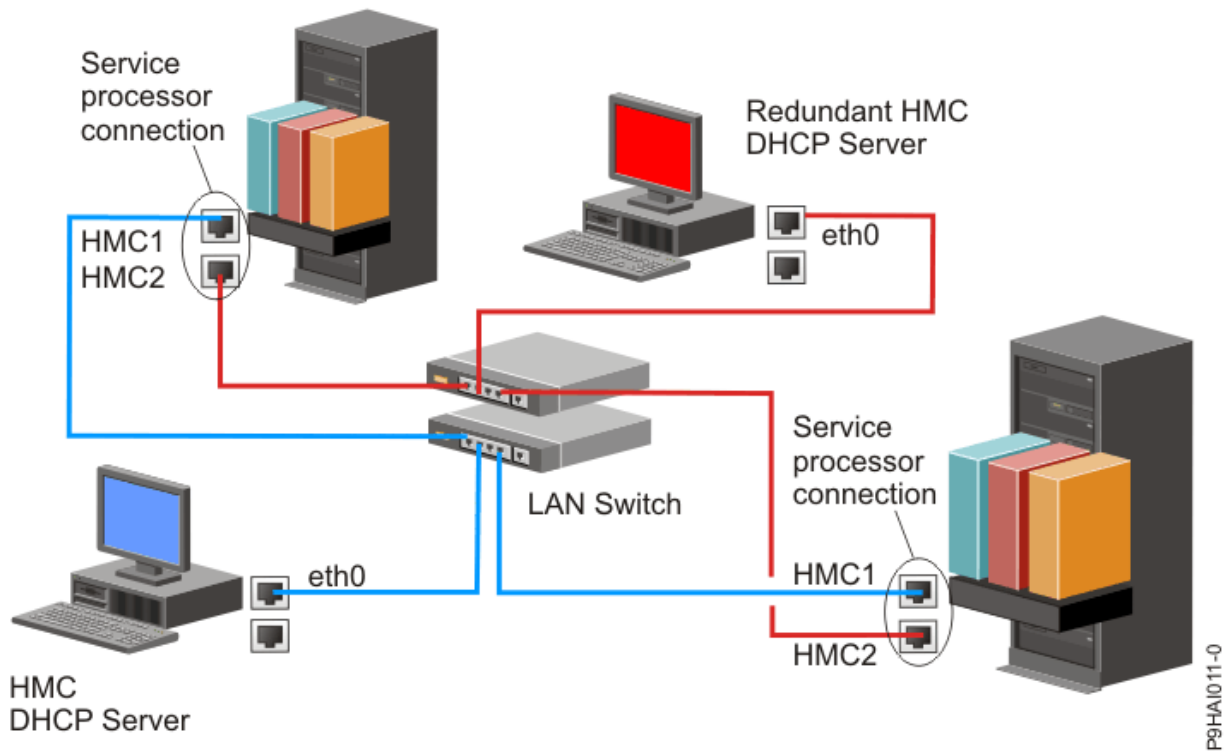 Service
processor
connection
HMC1
HMC2
Redundant HMC
DHCP Server
eth0
LAN Switch
Service
processor
connection
HMC1
HMC2
eth0
HMC
DHCP Server
P9HAI011-0